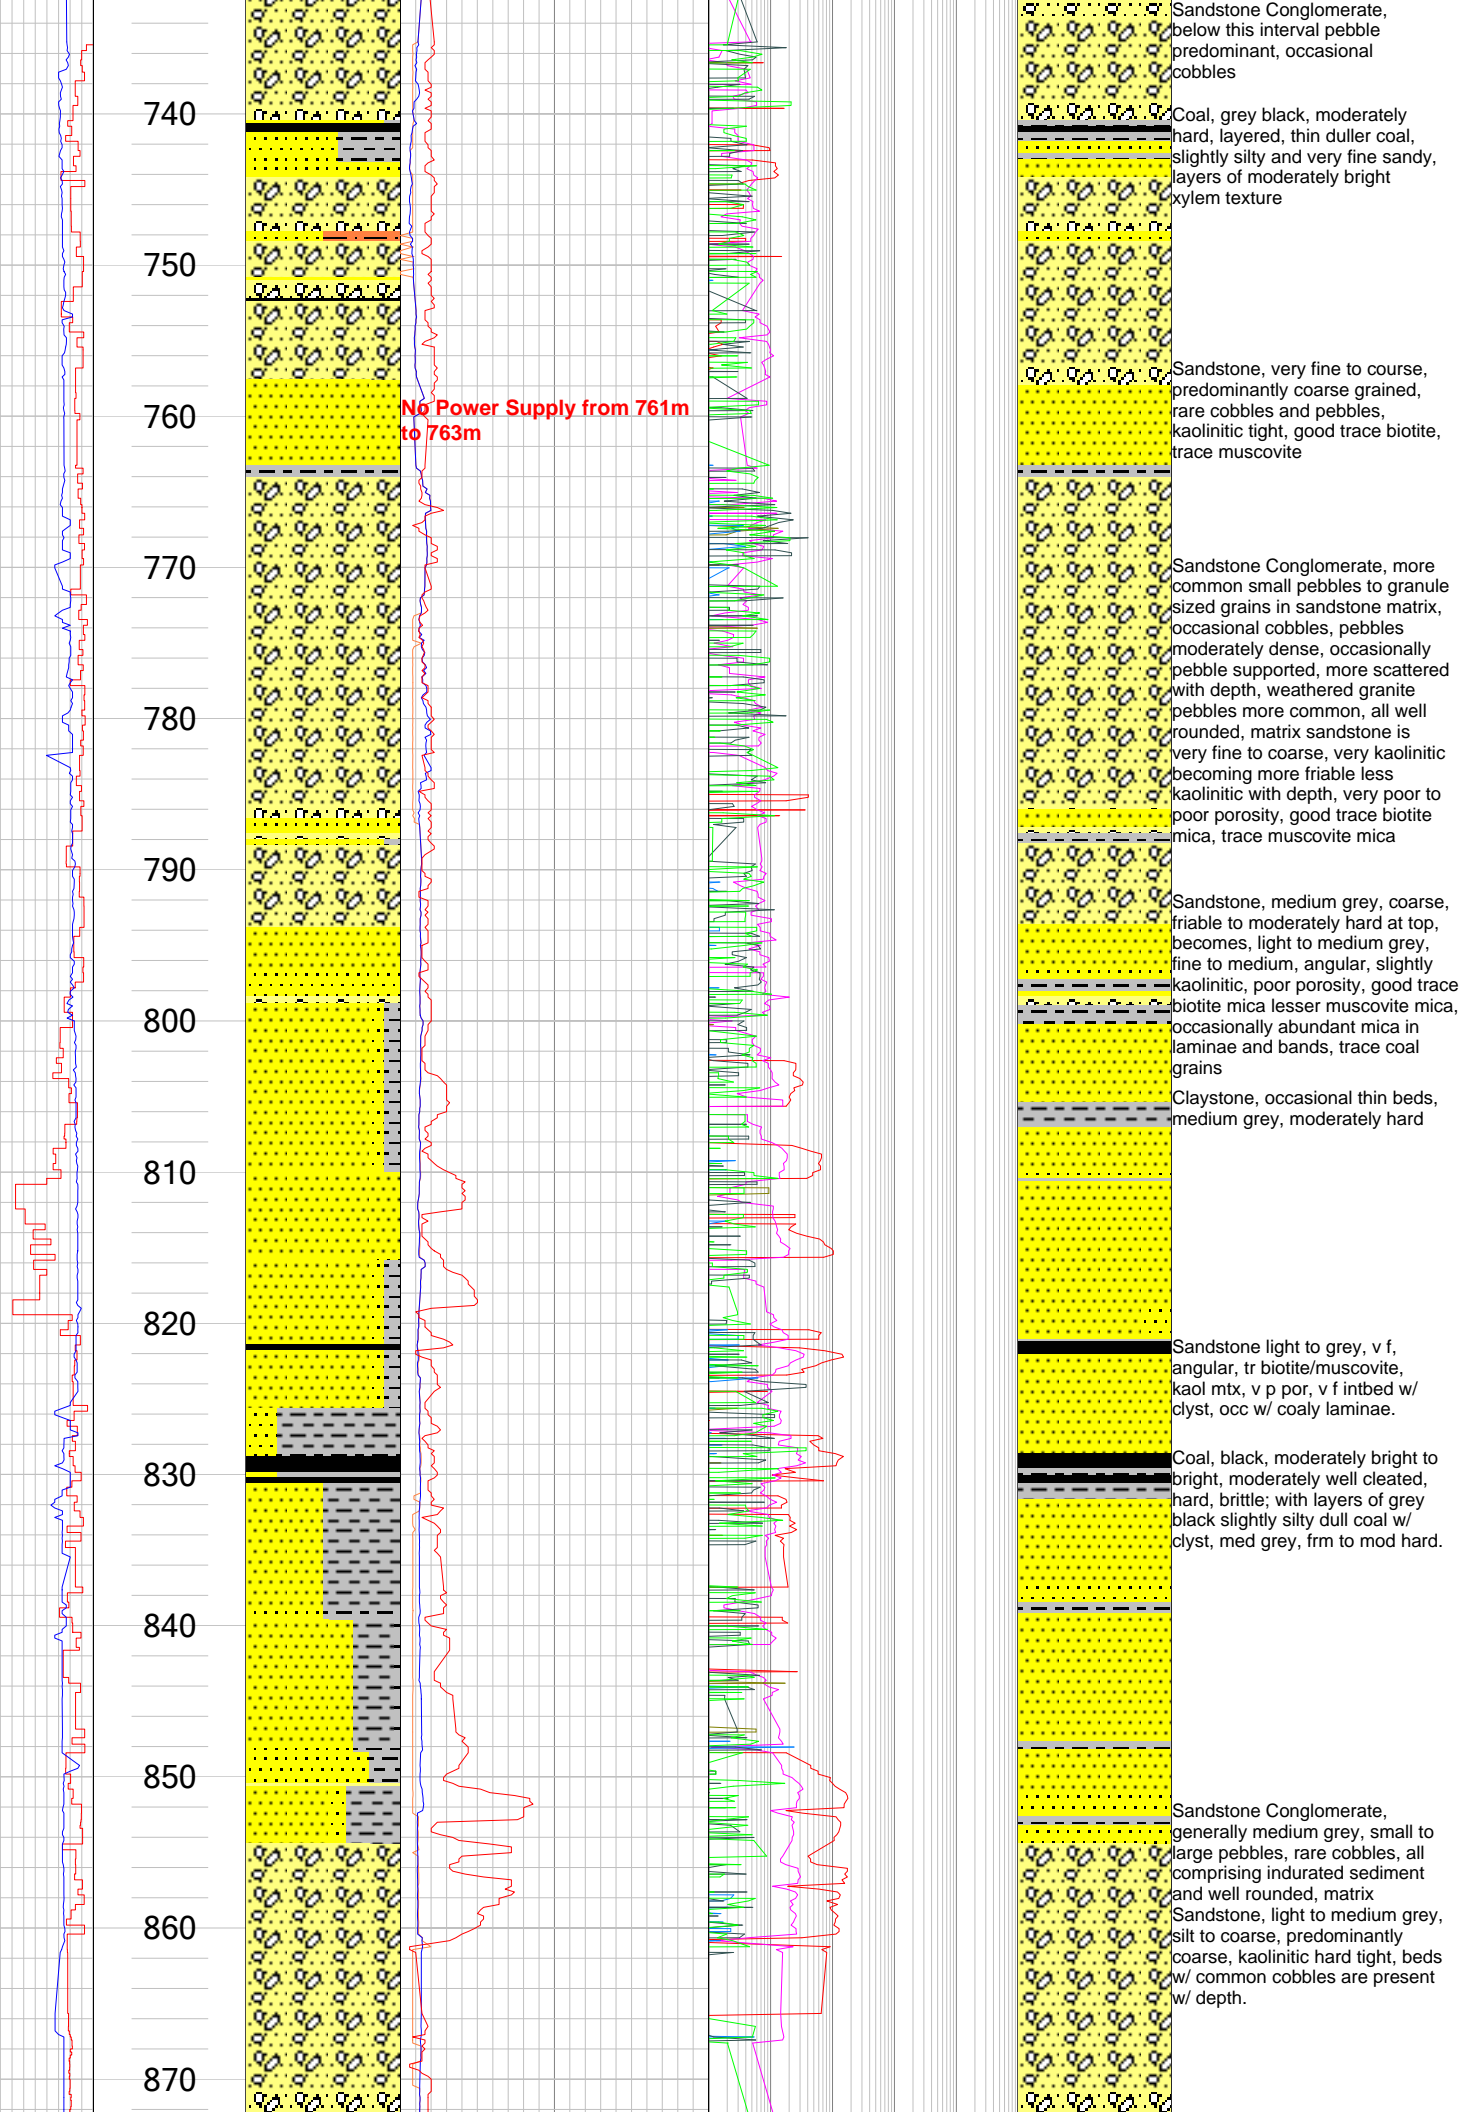 Sandstone Conglomerate,
below this interval pebble
predominant, occasional
cobbles
740
Coal, grey black, moderately
hard, layered, thin duller coal,
slightly silty and very fine sandy,
layers of moderately bright
xylem texture
750
Sandstone, very fine to course,
predominantly coarse grained,
rare cobbles and pebbles,
kaolinitic tight, good trace biotite,
trace muscovite
760
No Power Supply from 761m
to 763m
770
Sandstone Conglomerate, more
common small pebbles to granule
sized grains in sandstone matrix,
occasional cobbles, pebbles
moderately dense, occasionally
pebble supported, more scattered
with depth, weathered granite
pebbles more common, all well
rounded, matrix sandstone is
very fine to coarse, very kaolinitic
becoming more friable less
kaolinitic with depth, very poor to
poor porosity, good trace biotite
mica, trace muscovite mica
780
790
Sandstone, medium grey, coarse,
friable to moderately hard at top,
becomes, light to medium grey,
fine to medium, angular, slightly
kaolinitic, poor porosity, good trace
biotite mica lesser muscovite mica,
occasionally abundant mica in
laminae and bands, trace coal
grains
800
Claystone, occasional thin beds,
medium grey, moderately hard
810
820
Sandstone light to grey, v f,
angular, tr biotite/muscovite,
kaol mtx, v p por, v f intbed w/
clyst, occ w/ coaly laminae.
830
Coal, black, moderately bright to
bright, moderately well cleated,
hard, brittle; with layers of grey
black slightly silty dull coal w/
clyst, med grey, frm to mod hard.
840
850
Sandstone Conglomerate,
generally medium grey, small to
large pebbles, rare cobbles, all
comprising indurated sediment
and well rounded, matrix
Sandstone, light to medium grey,
silt to coarse, predominantly
coarse, kaolinitic hard tight, beds
w/ common cobbles are present
w/ depth.
860
870